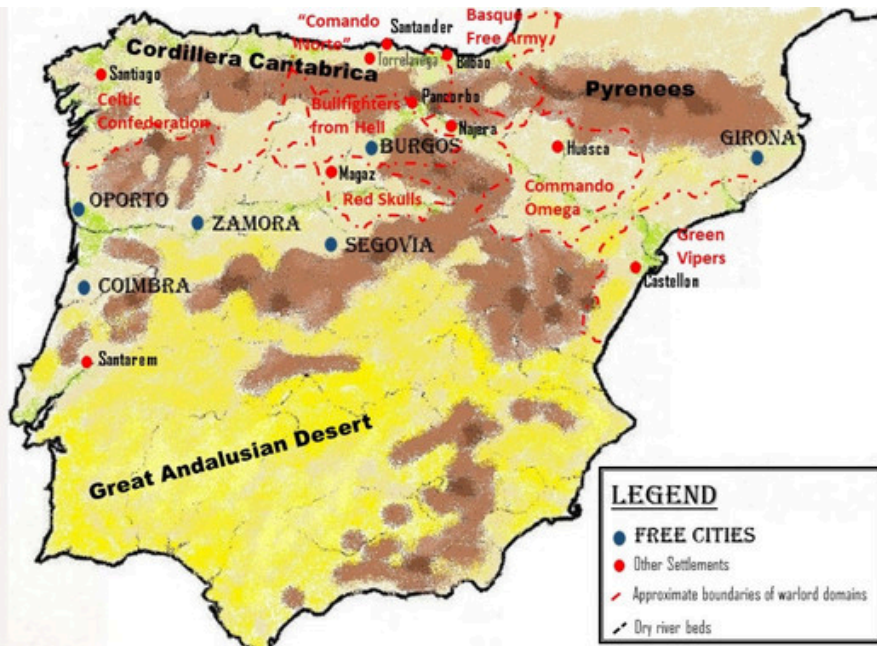 "Comando
Norte"
Santander
Basque
Free Army
Cordillera Cantabrica
Torrelavega
Bilbao
Santiago
Pyrenees
Celtic
Confederation
Bullfighters
from Hell
Pancorbo
Najera
BURGOS
Huesca
GIRONA
Magaz
Commando
Omega
Red Skulls
OPORTO
ZAMORA
SEGOVIA
Green
Vipers
Castellon
COIMBRA
Santarem
Great Andalusian Desert
LEGEND
FREE CITIES
Other Settlements
Approximate boundaries of warlord domains
Dry river beds